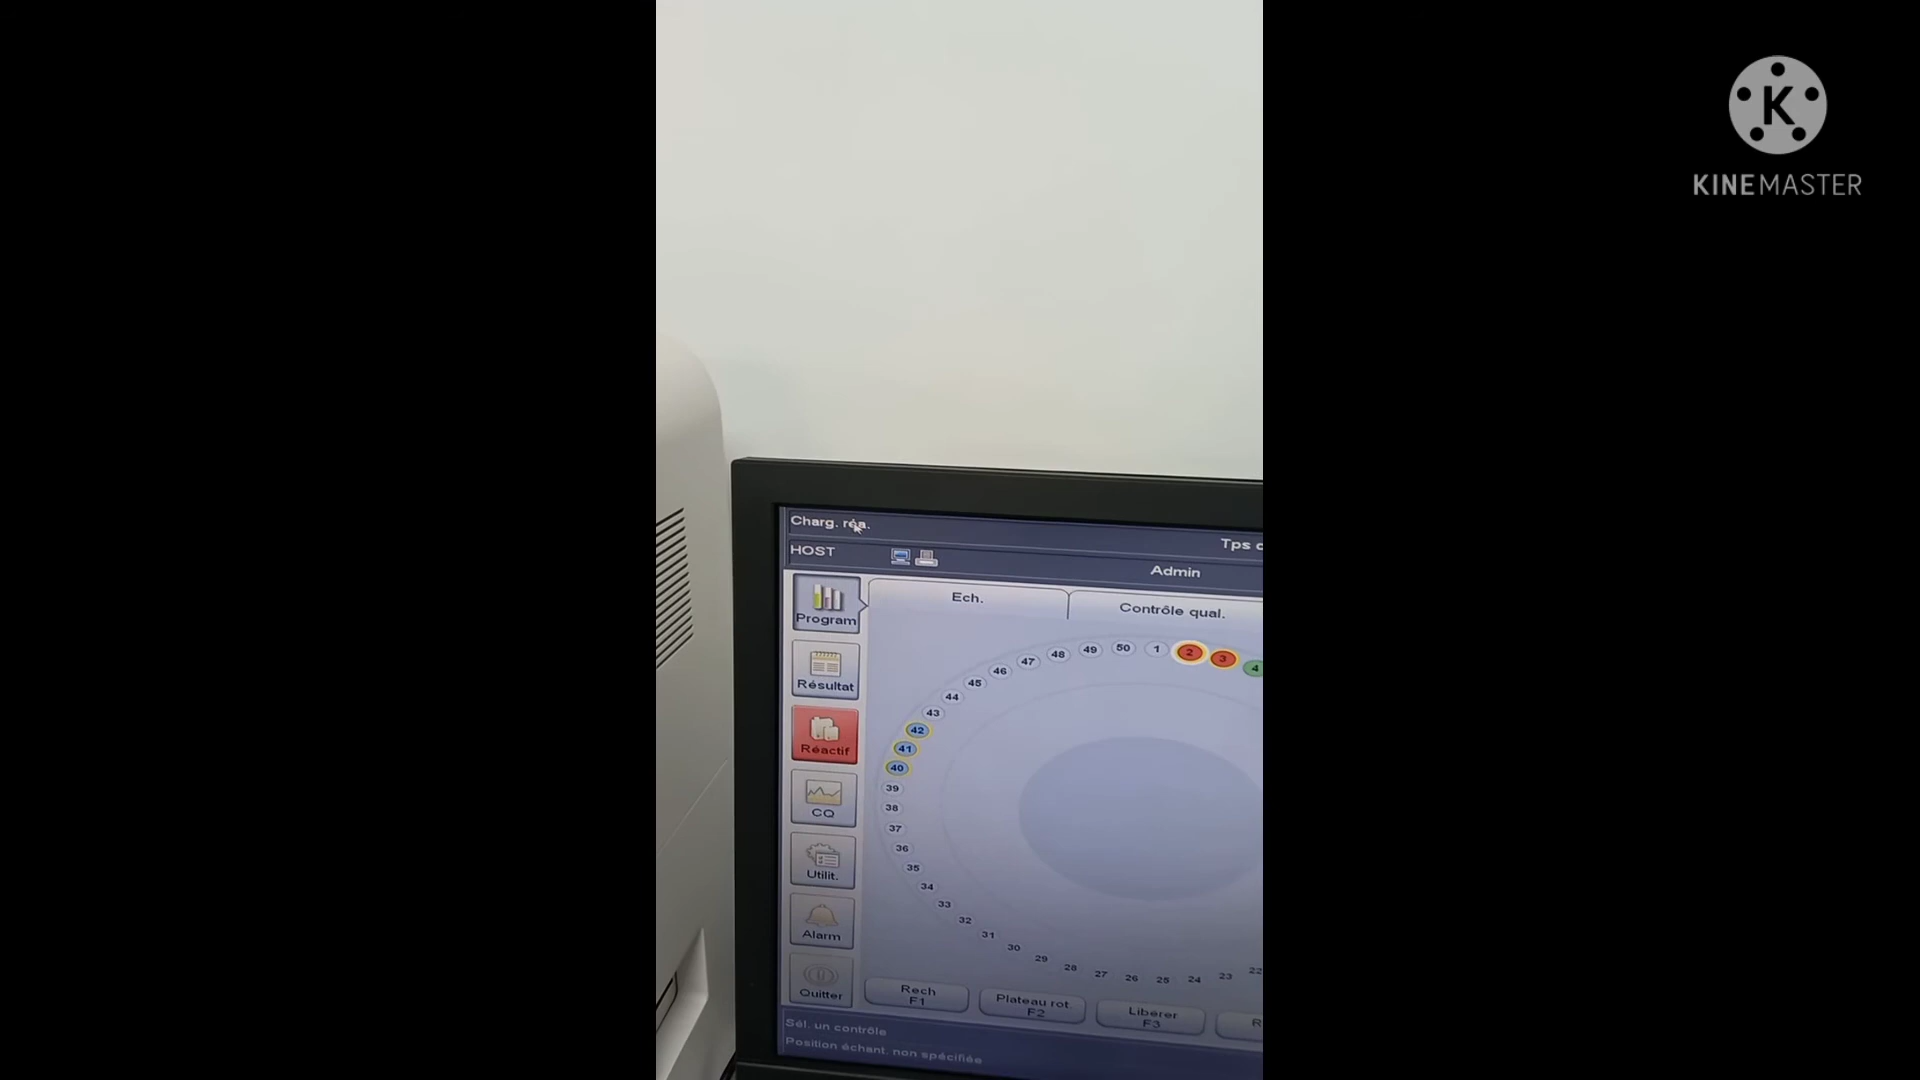 K
KINEMASTER
Charg. réa.
Tps
HOST
Admin
Program
Ech.
Contrôle qual.
Résultat
Réactif
CQ
Utilit.
Alarm
Quitter
1
2
3
4
50
49
48
47
46
45
44
43
42
41
40
39
38
37
36
35
34
33
32
31
30
29
28
27
26
25
24
23
22
Rech
F1
Plateau rot.
F2
Libérer
F3
R
Sél. un contrôle
Position échant. non spécifiée